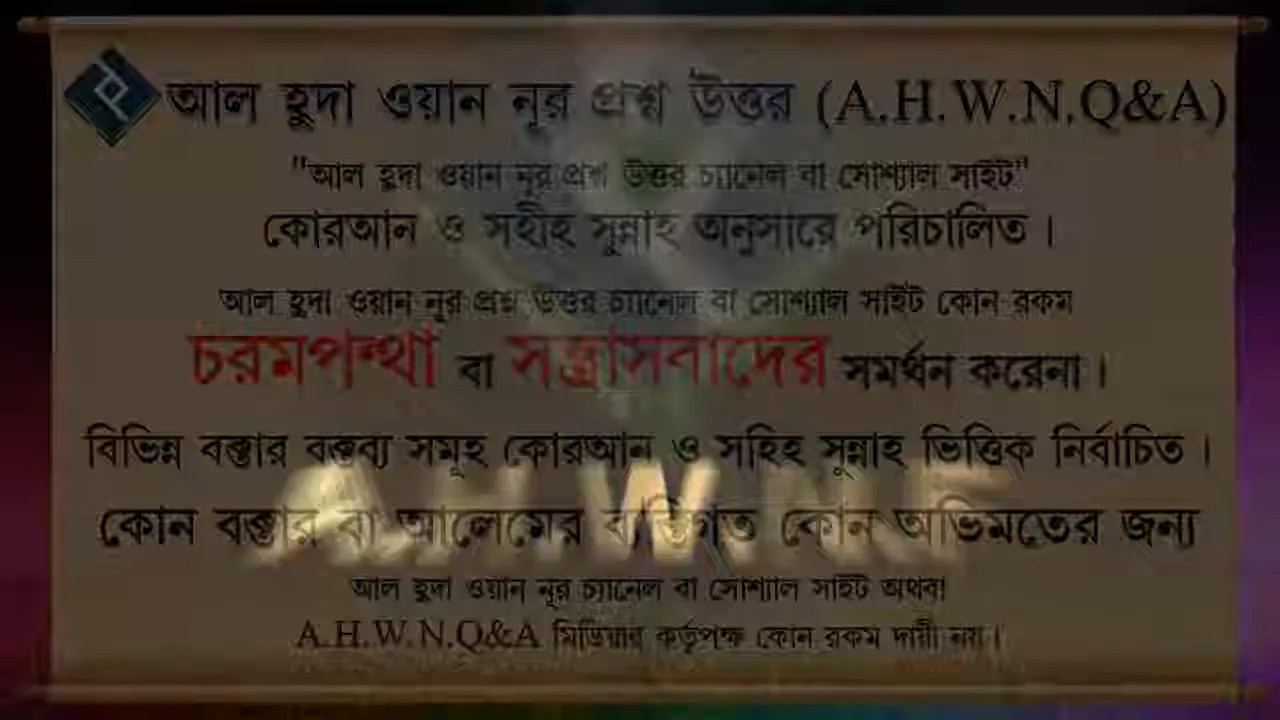 আল হুদা ওয়ান নূর প্রশ্ন উত্তর (A.H.W.N.Q&A)
"আল হুদা ওয়ান নূর প্রশ্ন উত্তর চ্যানেল বা সোশ্যাল সাইট"
কোরআন ও সহীহ সুন্নাহ অনুসারে পরিচালিত।
আল হুদা ওয়ান নূর প্রশ্ন উত্তর চ্যানেল বা সোশ্যাল সাইট কোন রকম
চরমপন্থা বা সন্ত্রাসবাদের সমর্থন করেনা।
বিভিন্ন বক্তার বক্তব্য সমূহ কোরআন ও সহিহ সুন্নাহ ভিত্তিক নির্বাচিত।
কোন বক্তার বা আলেমের ব্যক্তিগত কোন অভিমতের জন্য
আল হুদা ওয়ান নূর চ্যানেল বা সোশ্যাল সাইট অথবা
A.H.W.N.Q&A মিডিয়ার কর্তৃপক্ষ কোন রকম দায়ী নয়।